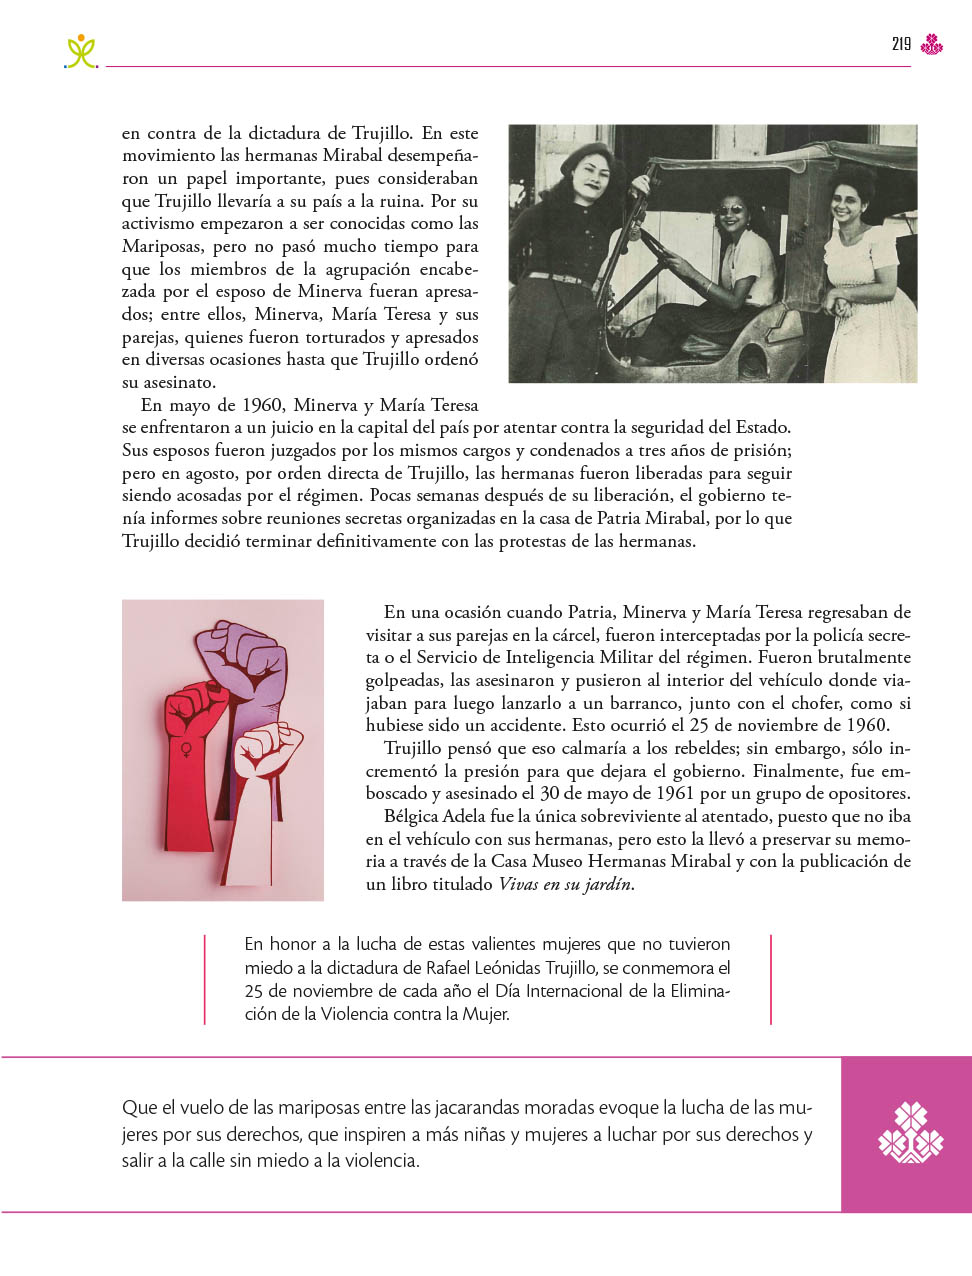 219
en contra de la dictadura de Trujillo. En este
movimiento las hermanas Mirabal desempeña-
ron un papel importante, pues consideraban
que Trujillo llevaría a su país a la ruina. Por su
activismo empezaron a ser conocidas como las
Mariposas, pero no pasó mucho tiempo para
que los miembros de la agrupación encabe-
zada por el esposo de Minerva fueran apresa-
dos; entre ellos, Minerva, María Teresa y sus
parejas, quienes fueron torturados y apresados
en diversas ocasiones hasta que Trujillo ordenó
su asesinato.
En mayo de 1960, Minerva y María Teresa
se enfrentaron a un juicio en la capital del país por atentar contra la seguridad del Estado.
Sus esposos fueron juzgados por los mismos cargos y condenados a tres años de prisión;
pero en agosto, por orden directa de Trujillo, las hermanas fueron liberadas para seguir
siendo acosadas por el régimen. Pocas semanas después de su liberación, el gobierno te-
nía informes sobre reuniones secretas organizadas en la casa de Patria Mirabal, por lo que
Trujillo decidió terminar definitivamente con las protestas de las hermanas.
En una ocasión cuando Patria, Minerva y María Teresa regresaban de
visitar a sus parejas en la cárcel, fueron interceptadas por la policía secre-
ta o el Servicio de Inteligencia Militar del régimen. Fueron brutalmente
golpeadas, las asesinaron y pusieron al interior del vehículo donde via-
jaban para luego lanzarlo a un barranco, junto con el chofer, como si
hubiese sido un accidente. Esto ocurrió el 25 de noviembre de 1960.
Trujillo pensó que eso calmaría a los rebeldes; sin embargo, sólo in-
crementó la presión para que dejara el gobierno. Finalmente, fue em-
boscado y asesinado el 30 de mayo de 1961 por un grupo de opositores.
Bélgica Adela fue la única sobreviviente al atentado, puesto que no iba
en el vehículo con sus hermanas, pero esto la llevó a preservar su memo-
ria a través de la Casa Museo Hermanas Mirabal y con la publicación de
un libro titulado Vivas en su jardín.
En honor a la lucha de estas valientes mujeres que no tuvieron
miedo a la dictadura de Rafael Leónidas Trujillo, se conmemora el
25 de noviembre de cada año el Día Internacional de la Elimina-
ción de la Violencia contra la Mujer.
Que el vuelo de las mariposas entre las jacarandas moradas evoque la lucha de las mu-
jeres por sus derechos, que inspiren a más niñas y mujeres a luchar por sus derechos y
salir a la calle sin miedo a la violencia.